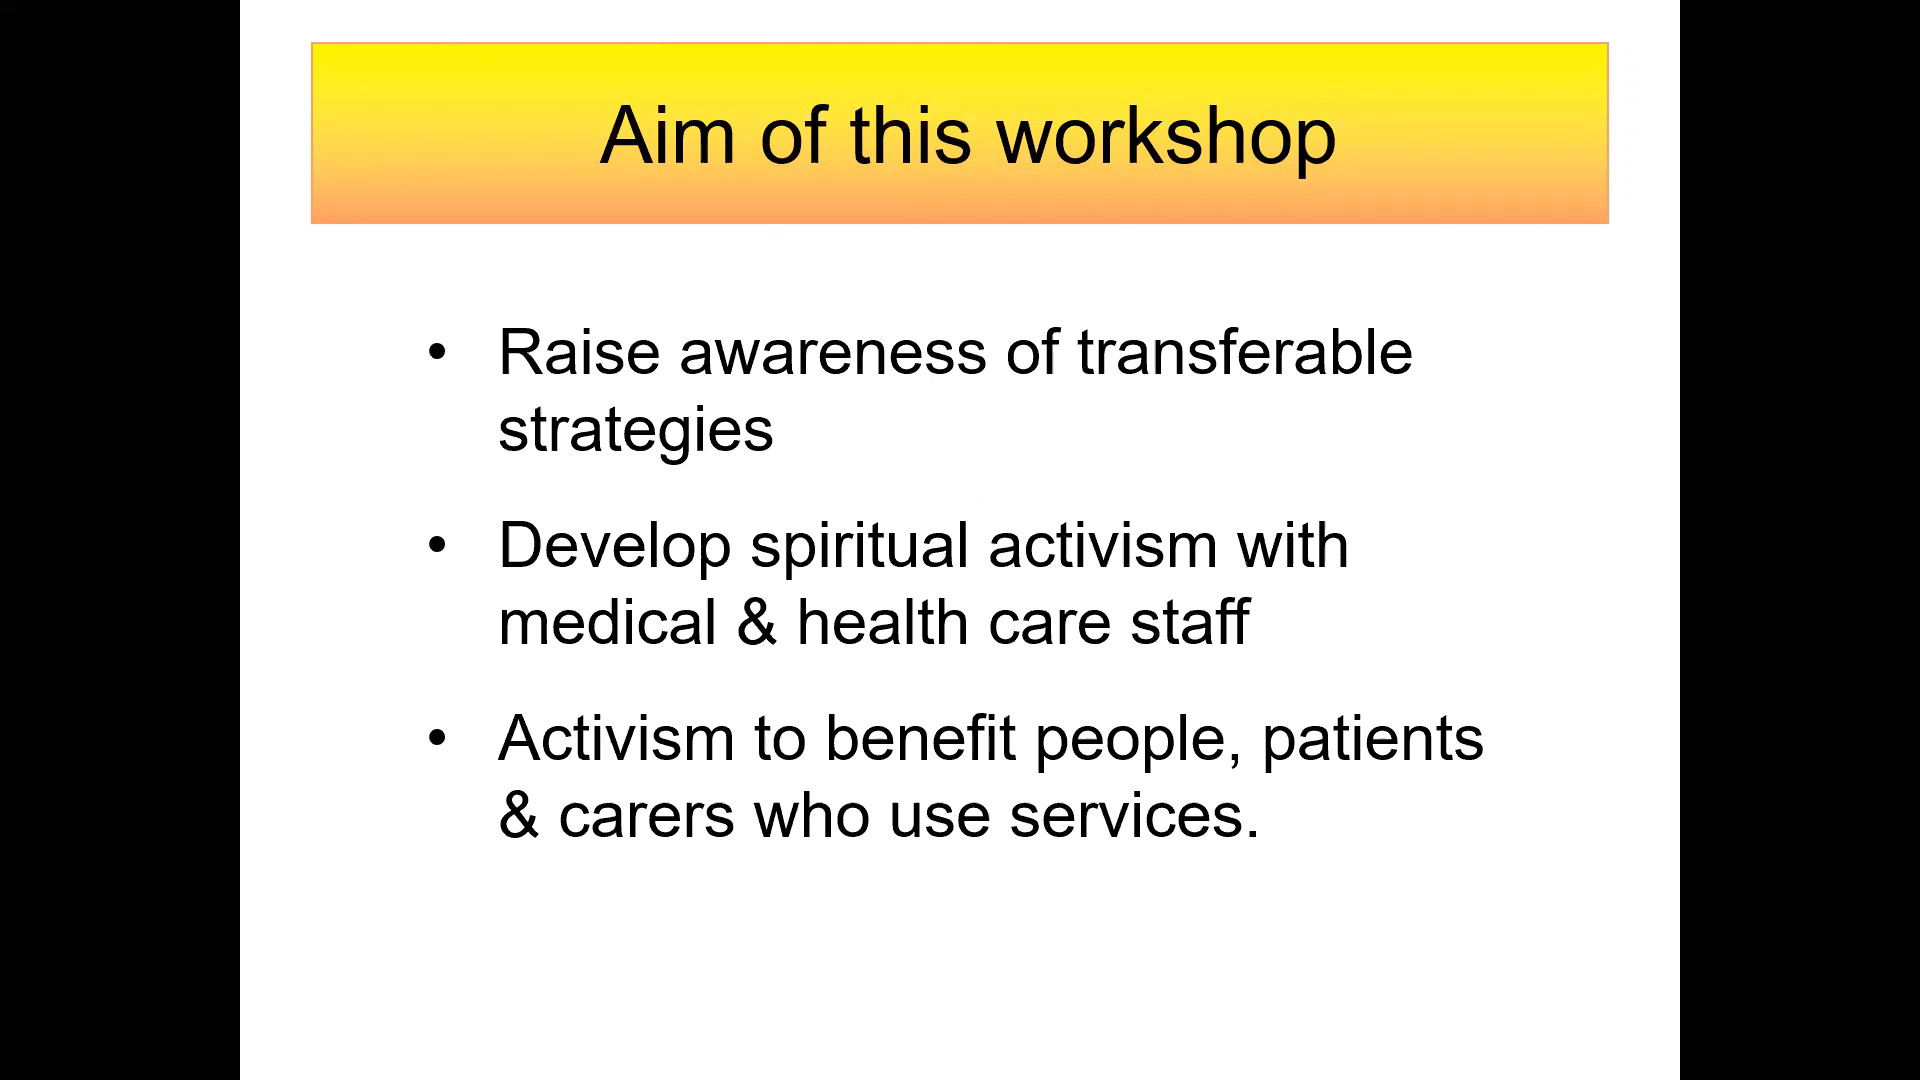 Aim of this workshop
• Raise awareness of transferable
strategies
• Develop spiritual activism with
medical & health care staff
• Activism to benefit people, patients
& carers who use services.